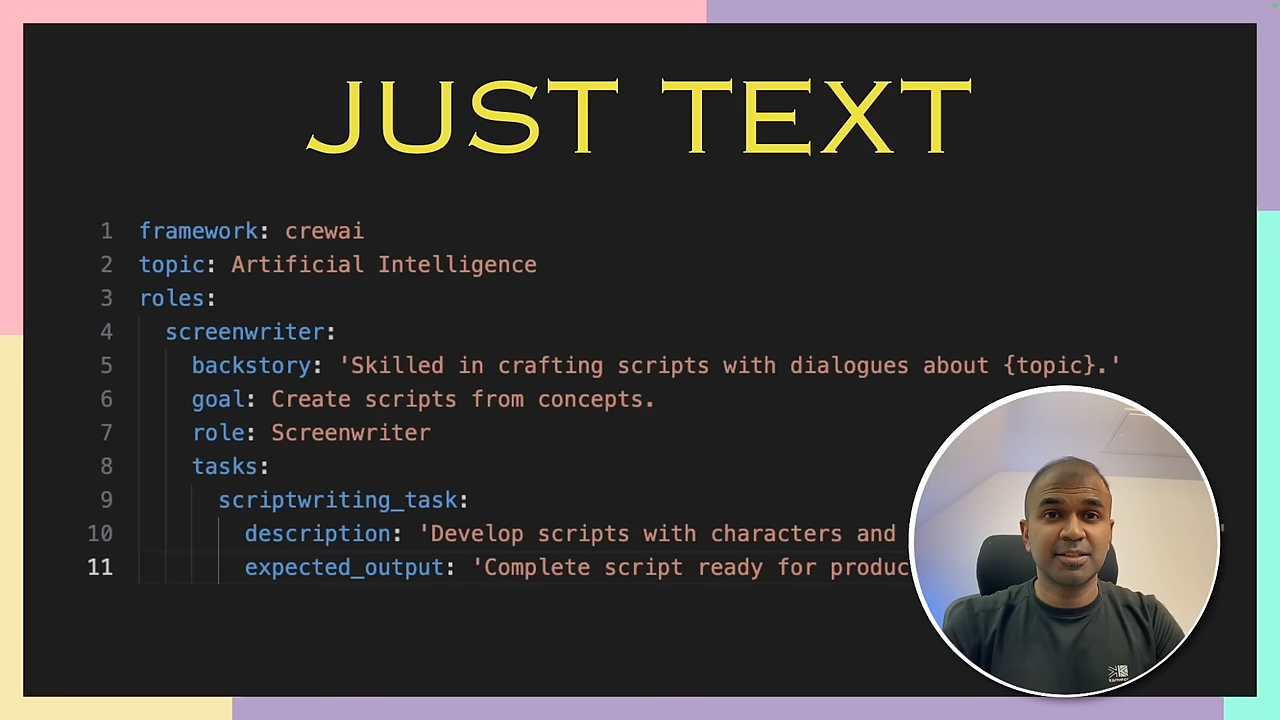 JUST TEXT
1 framework: crewai
2 topic: Artificial Intelligence
3 roles:
4 screenwriter:
5 backstory: 'Skilled in crafting scripts with dialogues about {topic}.'
6 goal: Create scripts from concepts.
7 role: Screenwriter
8 tasks:
9 scriptwriting_task:
10 description: 'Develop scripts with characters and
11 expected_output: 'Complete script ready for produc